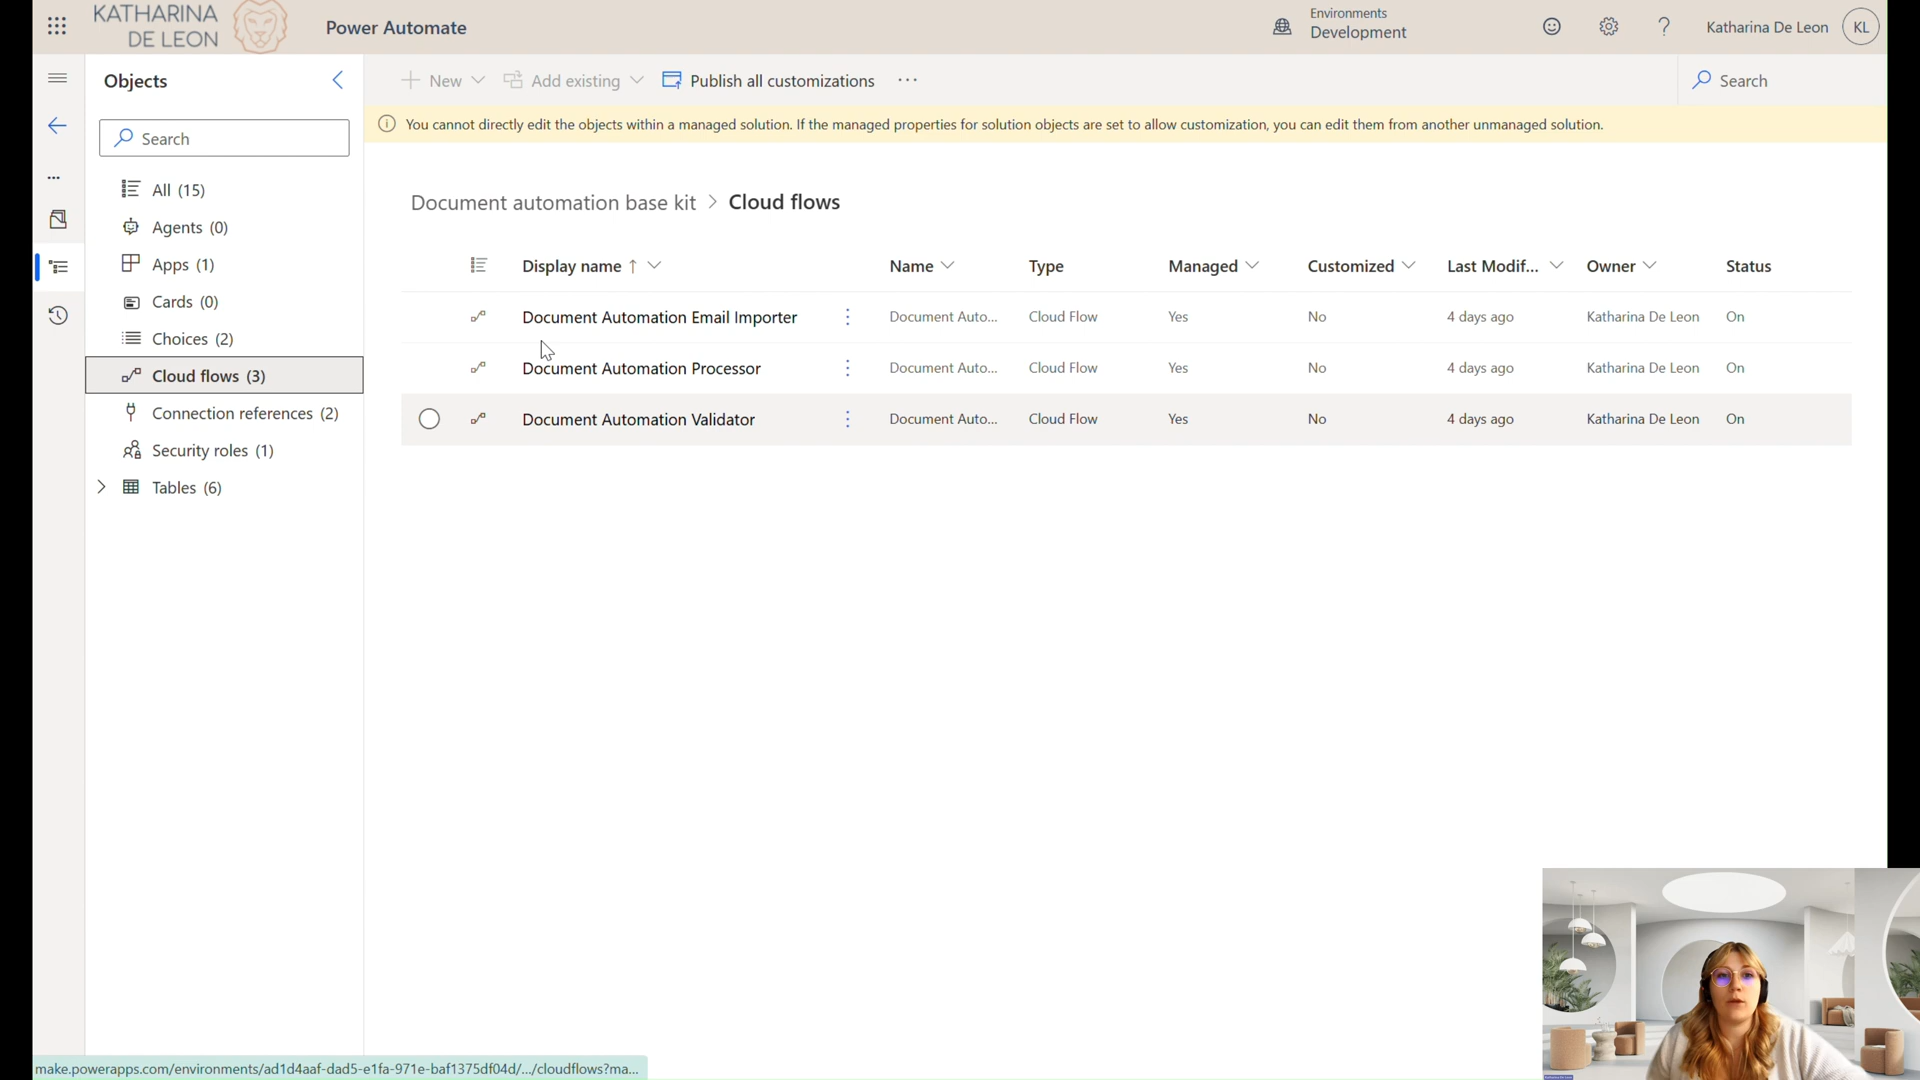 KATHARINA
DE LEON
Power Automate
Environments
Development
?
Katharina De Leon
KL
Objects
New
Add existing
Publish all customizations
...
Search
Search
You cannot directly edit the objects within a managed solution. If the managed properties for solution objects are set to allow customization, you can edit them from another unmanaged solution.
All (15)
Agents (0)
Apps (1)
Cards (0)
Choices (2)
Cloud flows (3)
Connection references (2)
Security roles (1)
Tables (6)
Document automation base kit > Cloud flows
Display name ↑ Name Type Managed Customized Last Modif... Owner Status
Document Automation Email Importer Document Auto... Cloud Flow Yes No 4 days ago Katharina De Leon On
Document Automation Processor Document Auto... Cloud Flow Yes No 4 days ago Katharina De Leon On
Document Automation Validator Document Auto... Cloud Flow Yes No 4 days ago Katharina De Leon On
make.powerapps.com/environments/ad1d4aaf-dad5-e1fa-971e-baf1375df04d/.../cloudflows?ma...